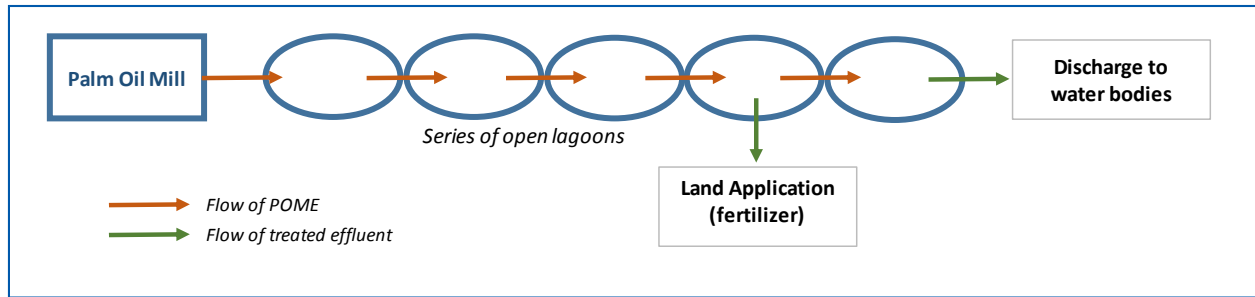 Palm Oil Mill
Discharge to
water bodies
Series of open lagoons
Land Application
(fertilizer)
Flow of POME
Flow of treated effluent